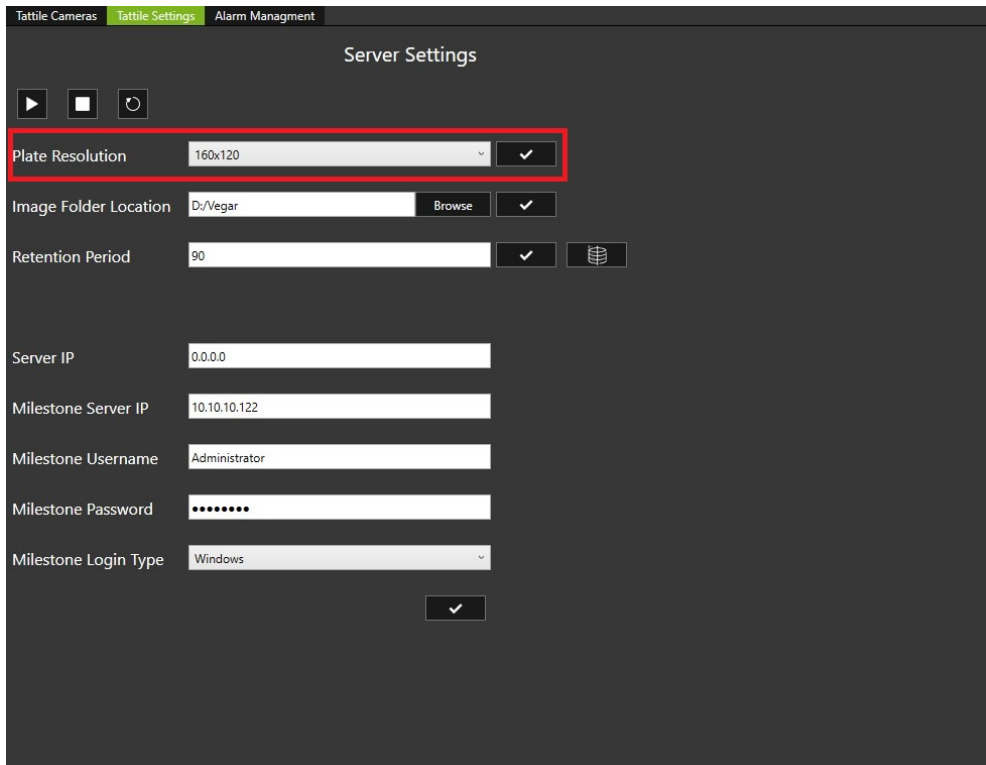 Tattile Cameras Tattile Settings Alarm Managment
Server Settings
Plate Resolution 160x120
Image Folder Location D:/Vegar Browse
Retention Period 90
Server IP 0.0.0.0
Milestone Server IP 10.10.10.122
Milestone Username Administrator
Milestone Password ••••••••
Milestone Login Type Windows